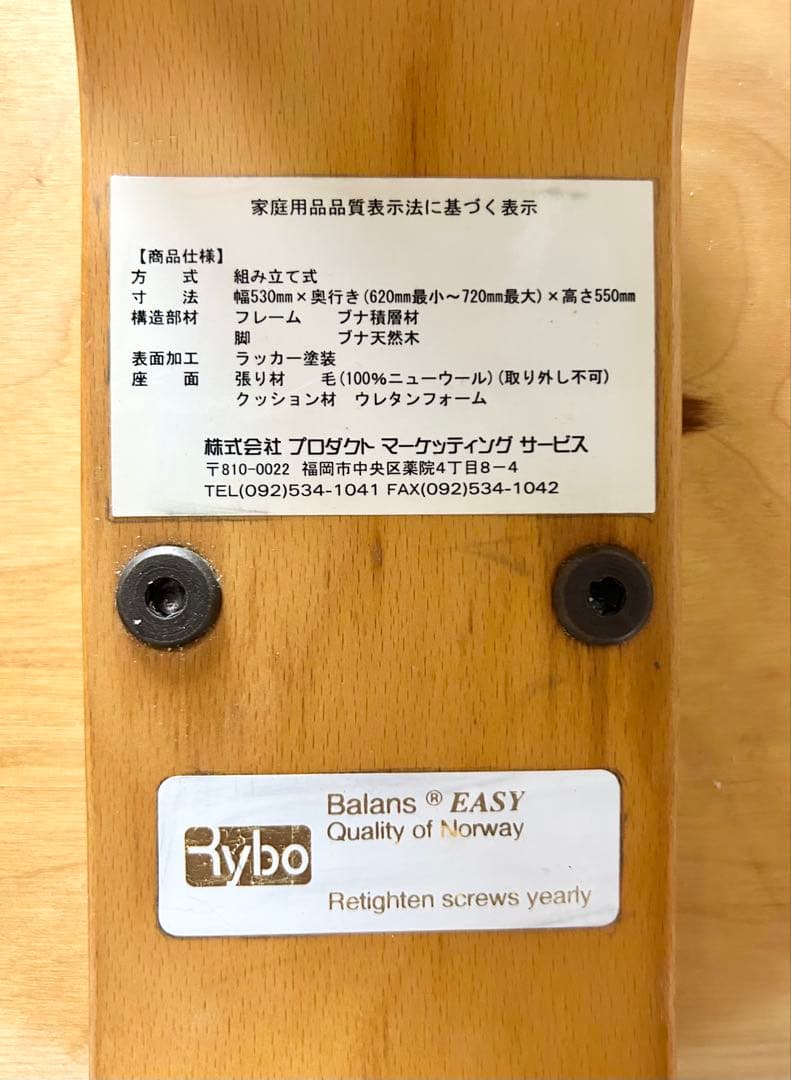 家庭用品品質表示法に基づく表示
【商品仕様】
方　式　組み立て式
寸　法　幅530mm×奥行き(620mm最小～720mm最大)×高さ550mm
構造部材　フレーム　ブナ積層材
脚　ブナ天然木
表面加工　ラッカー塗装
座　面　張り材　毛(100%ニューウール)(取り外し不可)
クッション材　ウレタンフォーム
株式会社 プロダクト マーケッティング サービス
〒810-0022 福岡市中央区薬院4丁目8-4
TEL(092)534-1041 FAX(092)534-1042
Balans ® EASY
Quality of Norway
Rybo
Retighten screws yearly